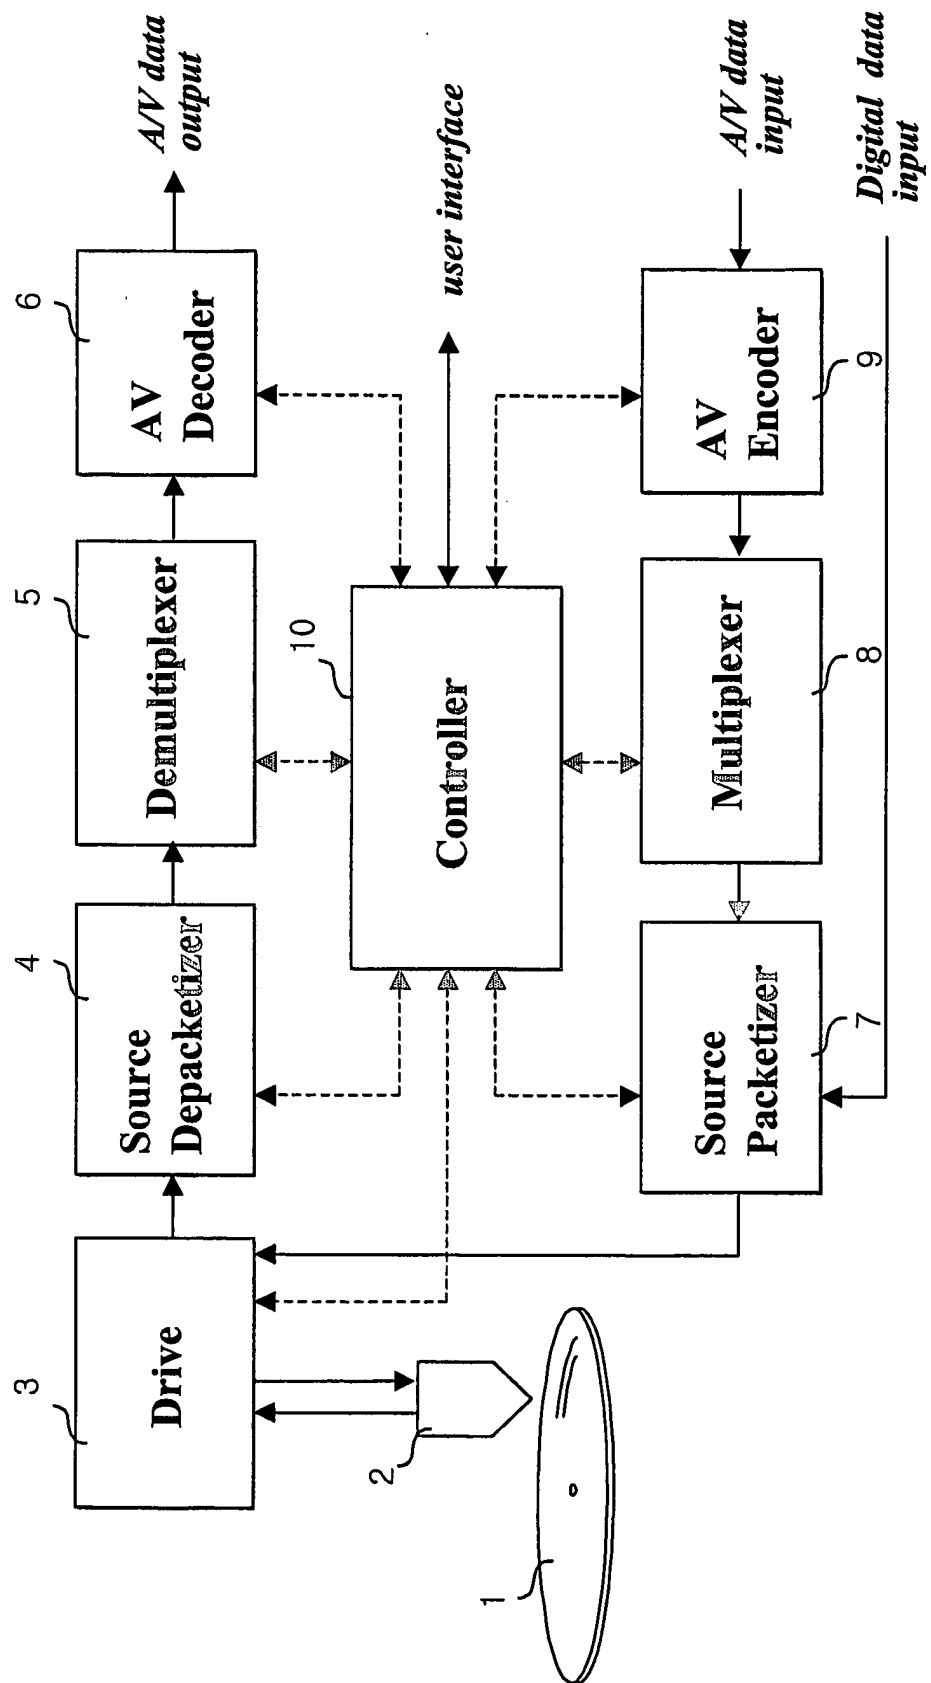 3
Drive
4
Source
Depacketizer
5
Demultiplexer
6
AV
Decoder
A/V data
output
2
1
10
Controller
user interface
Source
Packetizer
7
Multiplexer
8
AV
Encoder
9
A/V data
input
Digital data
input